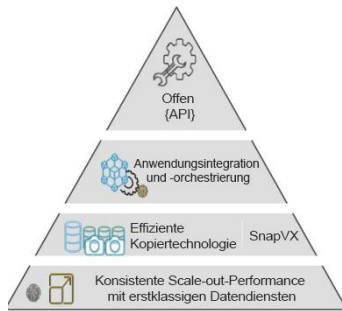 Offen
{API}
Anwendungsintegration
und -orchestrierung
Effiziente
Kopiertechnologie
SnapVX
Konsistente Scale-out-Performance
mit erstklassigen Datendiensten